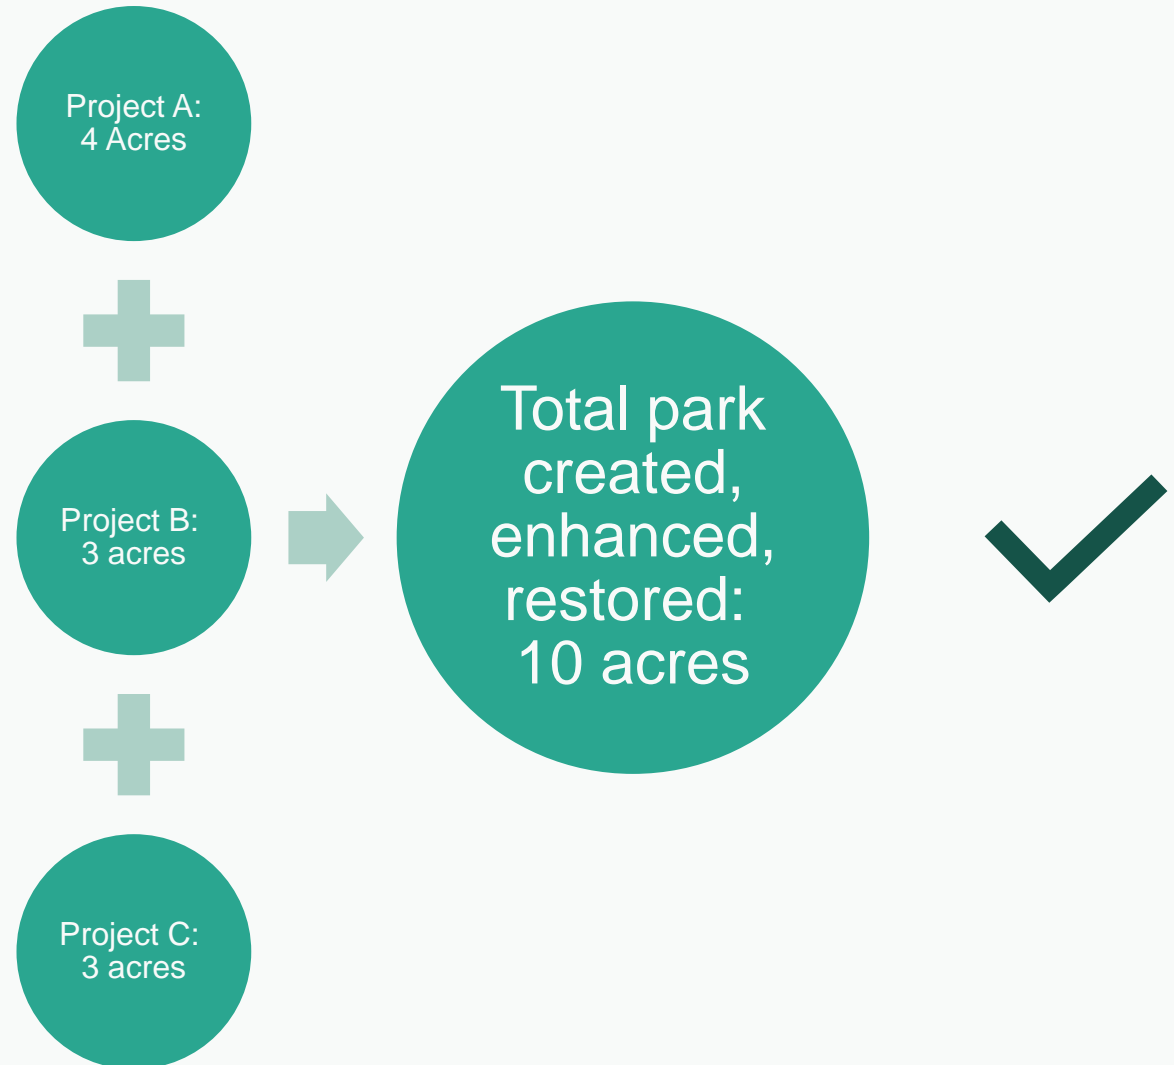 Project A:
4 Acres
Project B:
3 acres
Project C:
3 acres
Total park
created,
enhanced,
restored:
10 acres